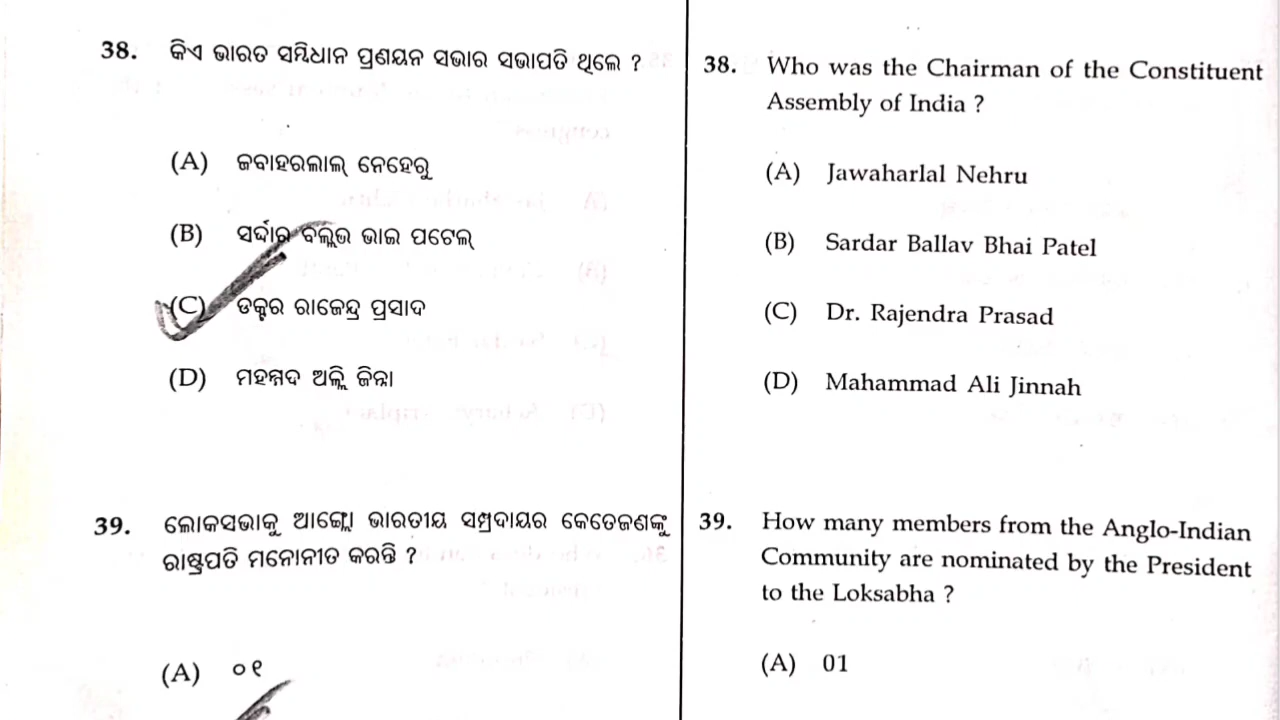 38. କିଏ ଭାରତ ସମ୍ବିଧାନ ପ୍ରଣୟନ ସଭାର ସଭାପତି ଥିଲେ ?
(A) ଜବାହରଲାଲ୍ ନେହେରୁ
(B) ସର୍ଦ୍ଦାର ବଲ୍ଲଭ ଭାଇ ପଟେଲ୍
(C) ଡକ୍ଟର ରାଜେନ୍ଦ୍ର ପ୍ରସାଦ
(D) ମହମ୍ମଦ ଅଲ୍ଲି ଜିନ୍ନା
39. ଲୋକସଭାକୁ ଆଙ୍ଗ୍ଲୋ ଭାରତୀୟ ସମ୍ପ୍ରଦାୟର କେତେଜଣଙ୍କୁ
ରାଷ୍ଟ୍ରପତି ମନୋନୀତ କରନ୍ତି ?
(A) ୦୧
38. Who was the Chairman of the Constituent
Assembly of India ?
(A) Jawaharlal Nehru
(B) Sardar Ballav Bhai Patel
(C) Dr. Rajendra Prasad
(D) Mahammad Ali Jinnah
39. How many members from the Anglo-Indian
Community are nominated by the President
to the Loksabha ?
(A) 01